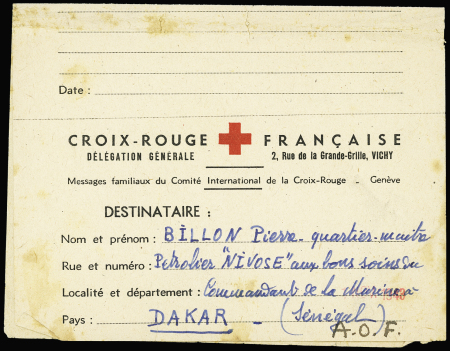 Date :
CROIX-ROUGE FRANÇAISE
DÉLÉGATION GÉNÉRALE 2, Rue de la Grande-Grille, VICHY
Messages familiaux du Comité International de la Croix-Rouge - Genève
DESTINATAIRE :
Nom et prénom : BILLON Pierre - quartier-maitre
Rue et numéro : Pétrolier "NIVOSE" aux bons soins du
Localité et département : Commandant de la Marine à
Pays : DAKAR - (Sénégal)
A.O.F.